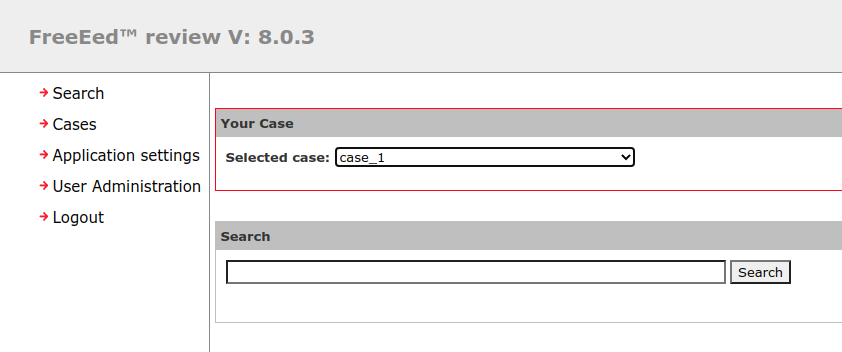 FreeEed™ review V: 8.0.3
Search
Cases
Application settings
User Administration
Logout
Your Case
Selected case: case_1
Search
Search